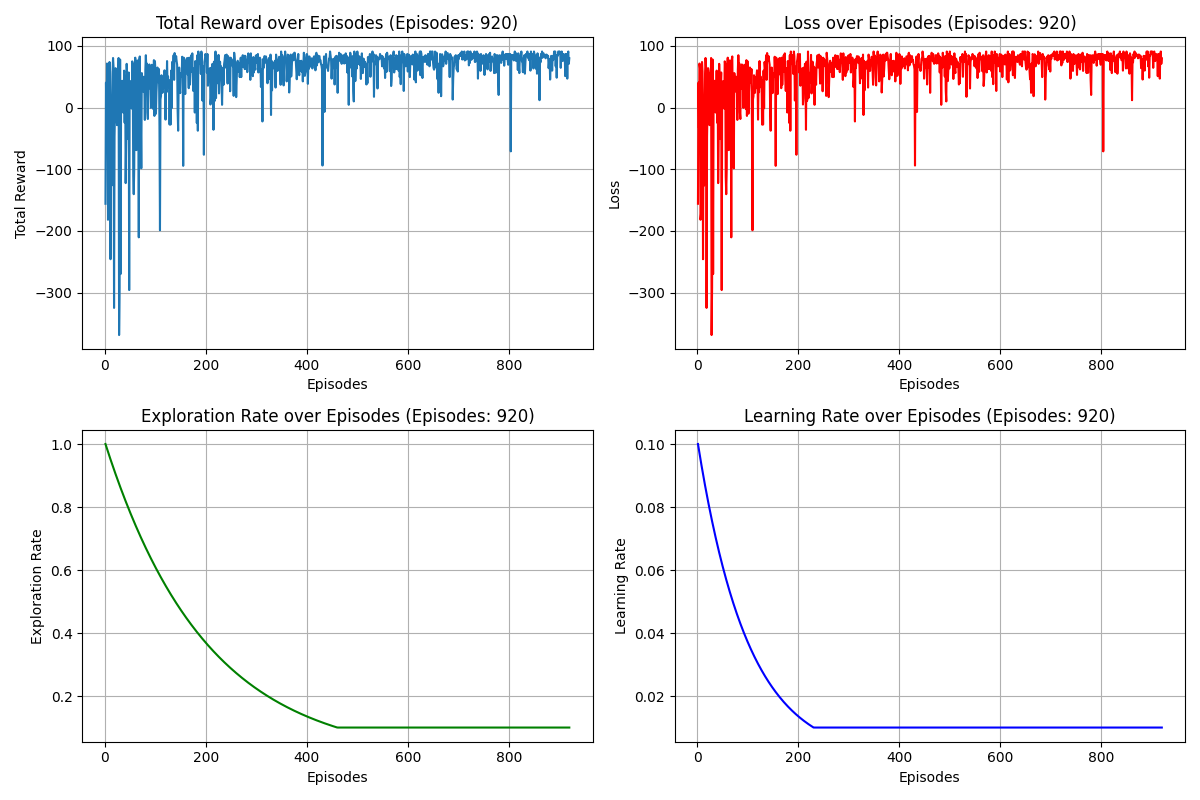 Total Reward over Episodes (Episodes: 920)
Total Reward
100
0
−100
−200
−300
0 200 400 600 800
Episodes
Loss over Episodes (Episodes: 920)
Loss
100
0
−100
−200
−300
0 200 400 600 800
Episodes
Exploration Rate over Episodes (Episodes: 920)
Exploration Rate
1.0
0.8
0.6
0.4
0.2
0 200 400 600 800
Episodes
Learning Rate over Episodes (Episodes: 920)
Learning Rate
0.10
0.08
0.06
0.04
0.02
0 200 400 600 800
Episodes